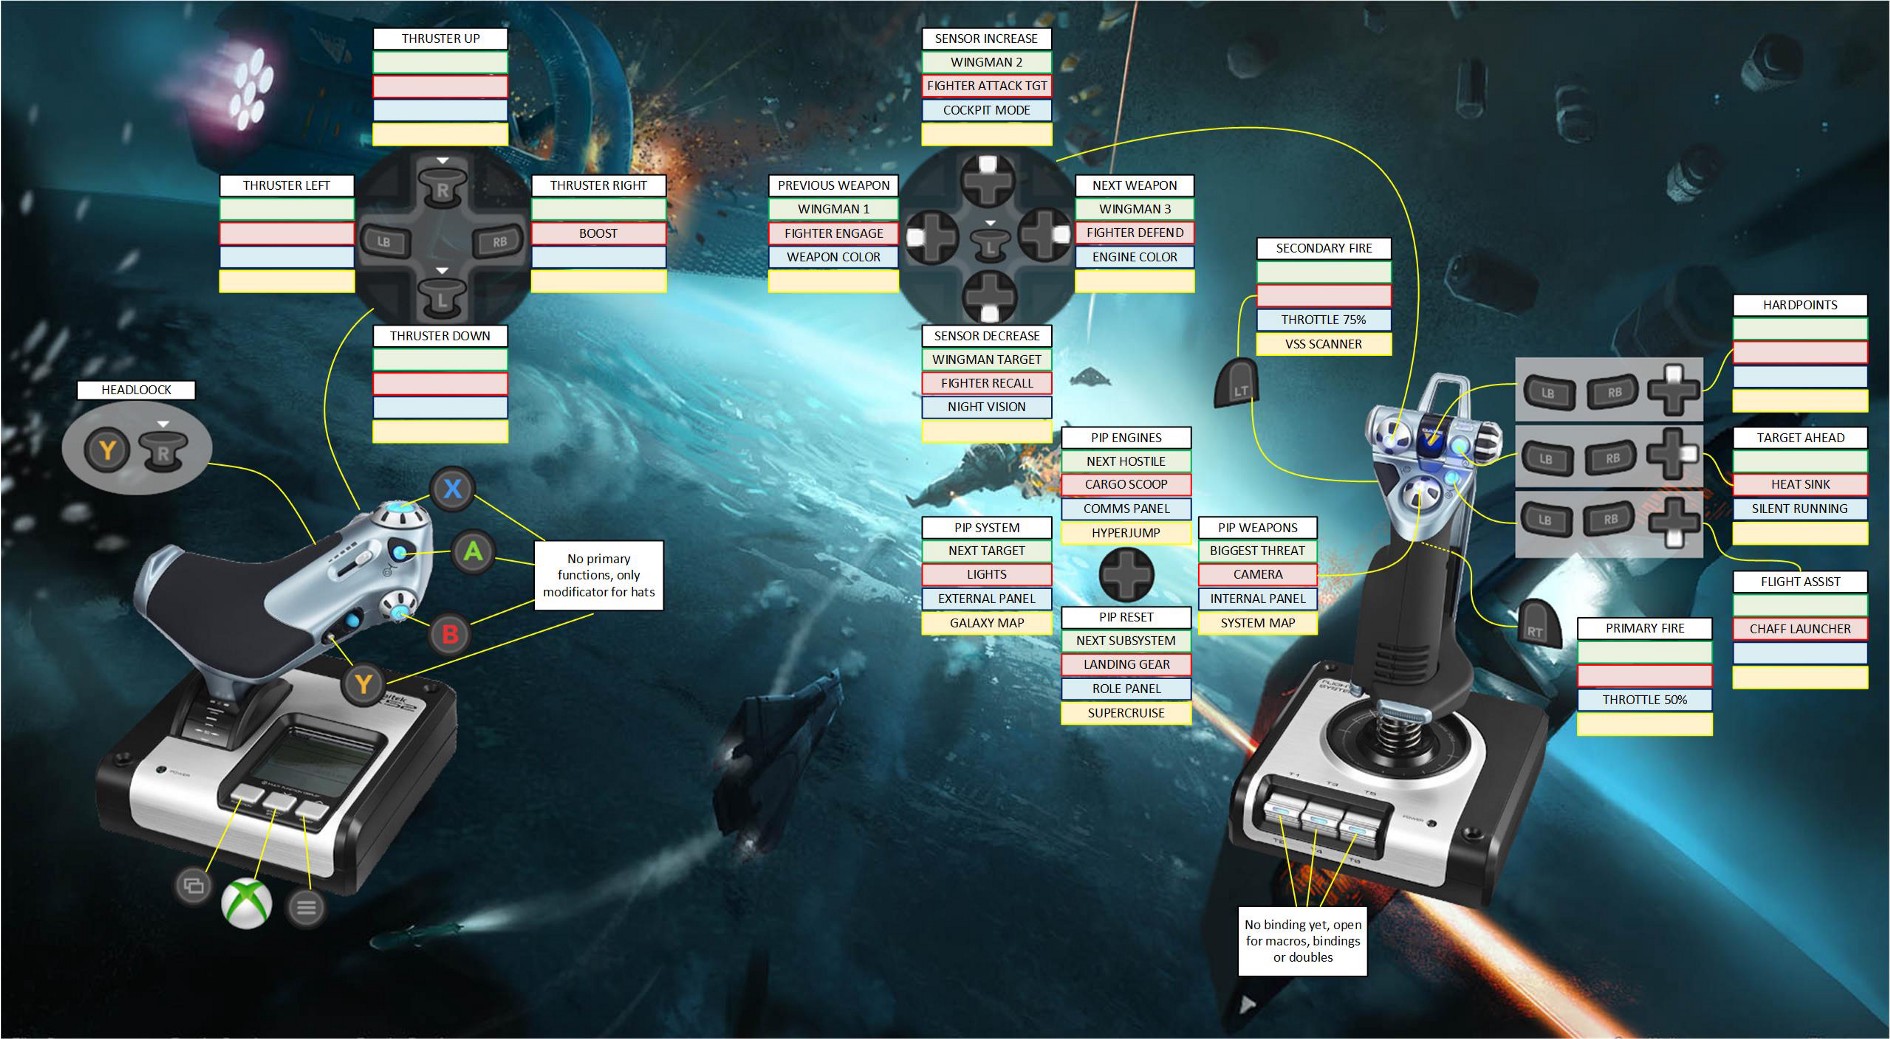 THRUSTER UP
SENSOR INCREASE
WINGMAN 2
FIGHTER ATTACK TGT
COCKPIT MODE
R
THRUSTER LEFT
THRUSTER RIGHT
BOOST
LB
RB
L
THRUSTER DOWN
PREVIOUS WEAPON
WINGMAN 1
FIGHTER ENGAGE
WEAPON COLOR
L
NEXT WEAPON
WINGMAN 3
FIGHTER DEFEND
ENGINE COLOR
SENSOR DECREASE
WINGMAN TARGET
FIGHTER RECALL
NIGHT VISION
SECONDARY FIRE
THROTTLE 75%
VSS SCANNER
LT
HARDPOINTS
LB RB
TARGET AHEAD
HEAT SINK
SILENT RUNNING
LB RB
LB RB
FLIGHT ASSIST
CHAFF LAUNCHER
HEADLOOCK
Y R
X
A
B
Y
No primary
functions, only
modificator for hats
PIP ENGINES
NEXT HOSTILE
CARGO SCOOP
COMMS PANEL
HYPERJUMP
PIP SYSTEM
NEXT TARGET
LIGHTS
EXTERNAL PANEL
GALAXY MAP
PIP WEAPONS
BIGGEST THREAT
CAMERA
INTERNAL PANEL
SYSTEM MAP
PIP RESET
NEXT SUBSYSTEM
LANDING GEAR
ROLE PANEL
SUPERCRUISE
RT
PRIMARY FIRE
THROTTLE 50%
POWER
T1 T3 T5
POWER
No binding yet, open
for macros, bindings
or doubles